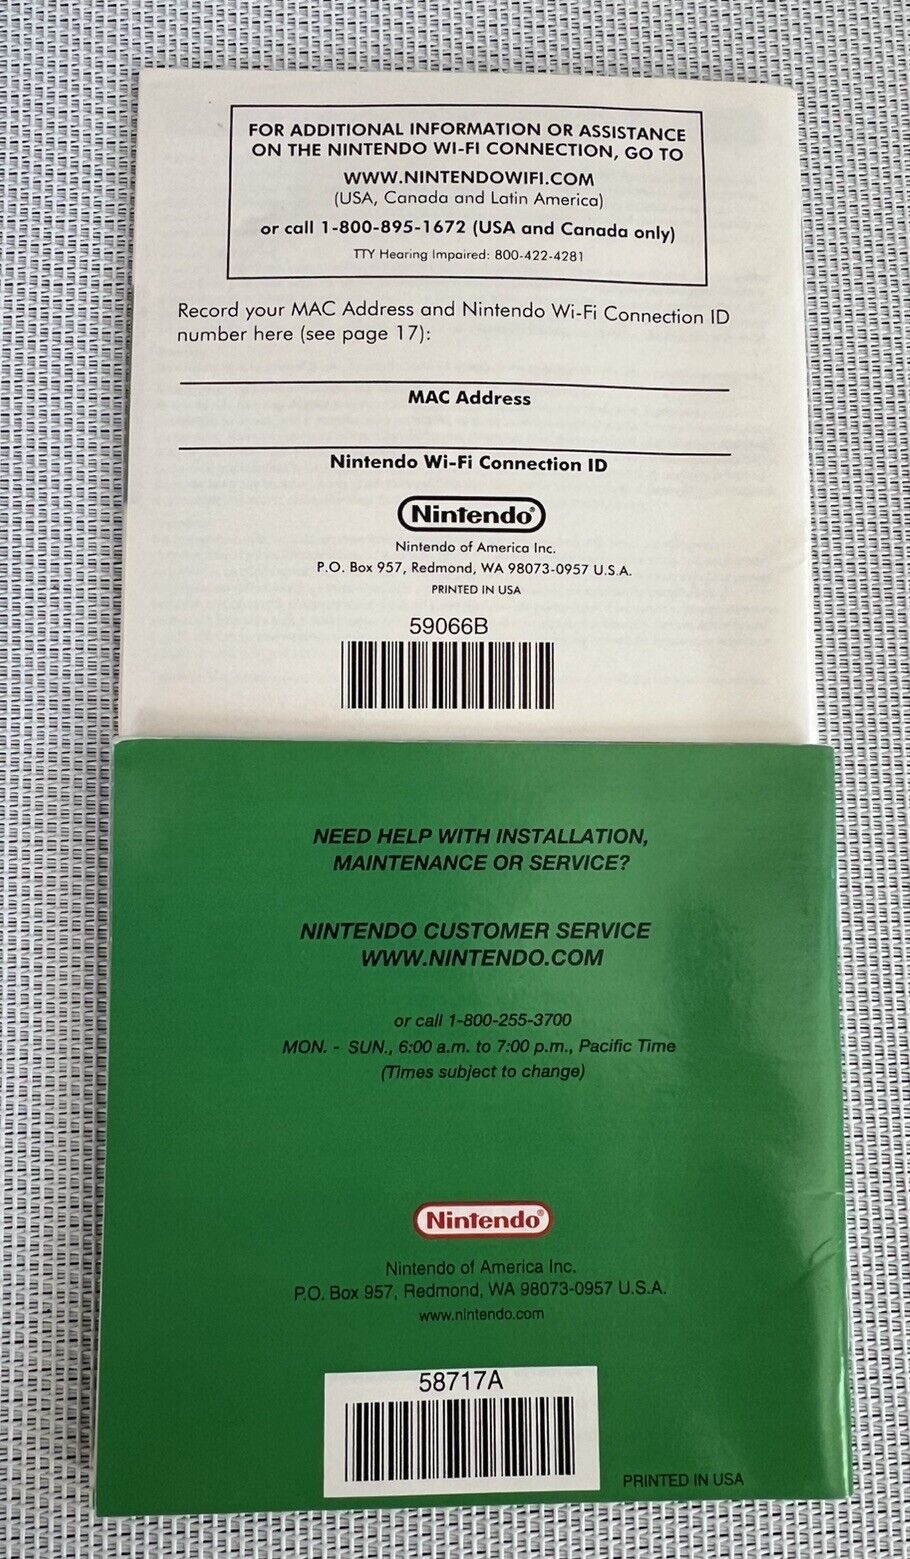 FOR ADDITIONAL INFORMATION OR ASSISTANCE
ON THE NINTENDO WI-FI CONNECTION, GO TO
WWW.NINTENDOWIFI.COM
(USA, Canada and Latin America)
or call 1-800-895-1672 (USA and Canada only)
TTY Hearing Impaired: 800-422-4281
Record your MAC Address and Nintendo Wi-Fi Connection ID
number here (see page 17):
MAC Address
Nintendo Wi-Fi Connection ID
Nintendo®
Nintendo of America Inc.
P.O. Box 957, Redmond, WA 98073-0957 U.S.A.
PRINTED IN USA
59066B
NEED HELP WITH INSTALLATION,
MAINTENANCE OR SERVICE?
NINTENDO CUSTOMER SERVICE
WWW.NINTENDO.COM
or call 1-800-255-3700
MON. - SUN., 6:00 a.m. to 7:00 p.m., Pacific Time
(Times subject to change)
Nintendo®
Nintendo of America Inc.
P.O. Box 957, Redmond, WA 98073-0957 U.S.A.
www.nintendo.com
58717A
PRINTED IN USA